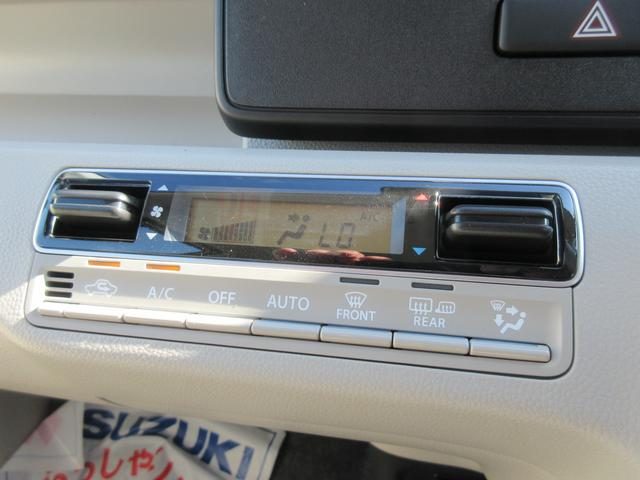 A/C
LO
A/C OFF AUTO FRONT REAR
SUZUKI